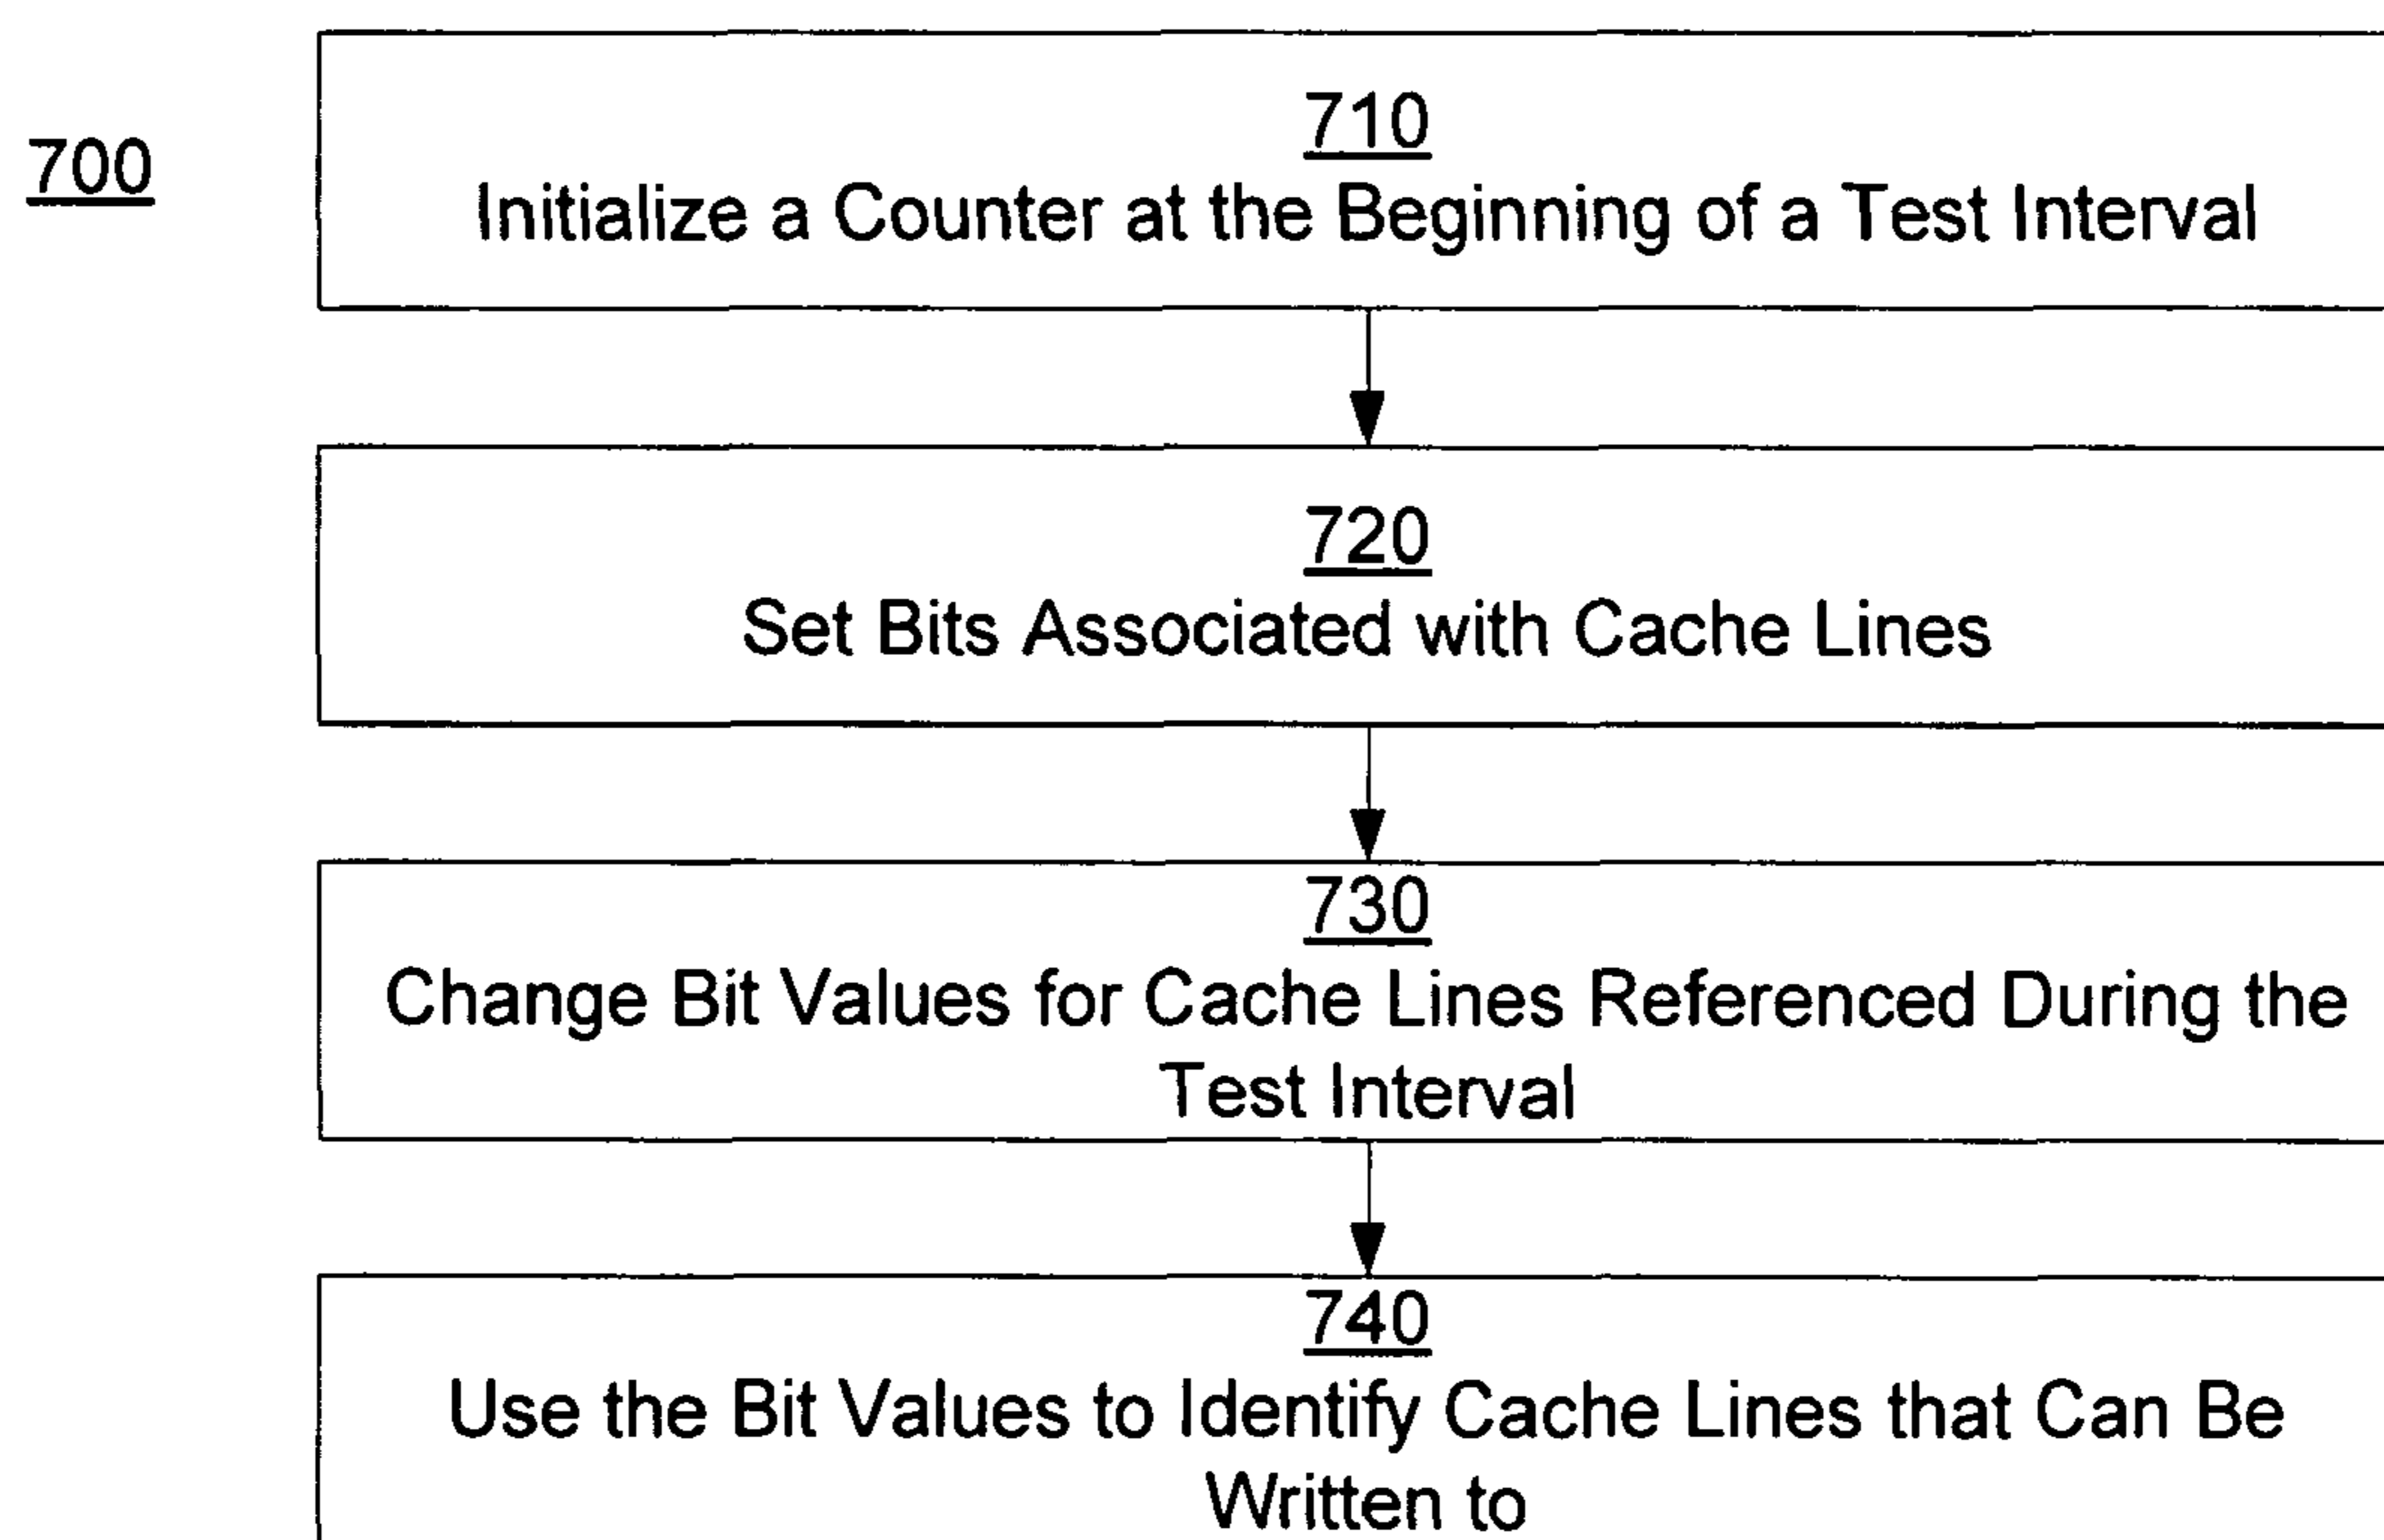 700
710
Initialize a Counter at the Beginning of a Test Interval
720
Set Bits Associated with Cache Lines
730
Change Bit Values for Cache Lines Referenced During the
Test Interval
740
Use the Bit Values to Identify Cache Lines that Can Be
Written to